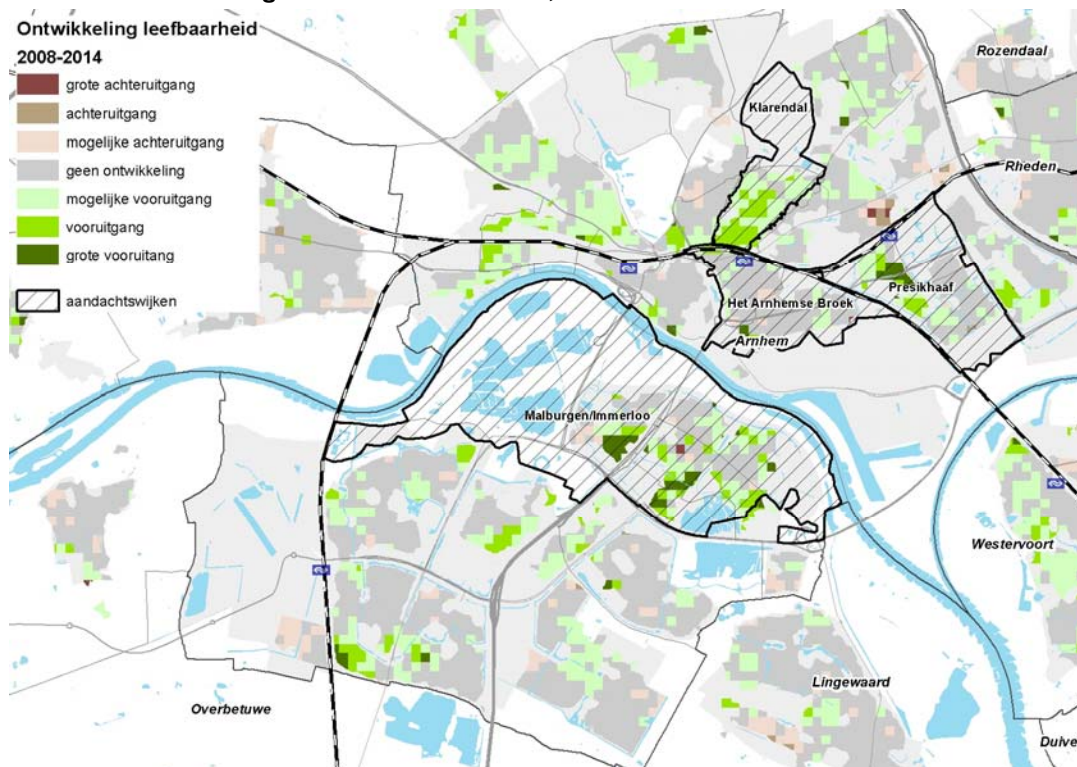 Ontwikkeling leefbaarheid
2008-2014
grote achteruitgang
achteruitgang
mogelijke achteruitgang
geen ontwikkeling
mogelijke vooruitgang
vooruitgang
grote vooruitang
aandachtswijken
Rozendaal
Klarendal
Rheden
Presikhaaf
Het Arnhemse Broek
Arnhem
Malburgen/Immerloo
Westervoort
Lingewaard
Overbetuwe
Duive